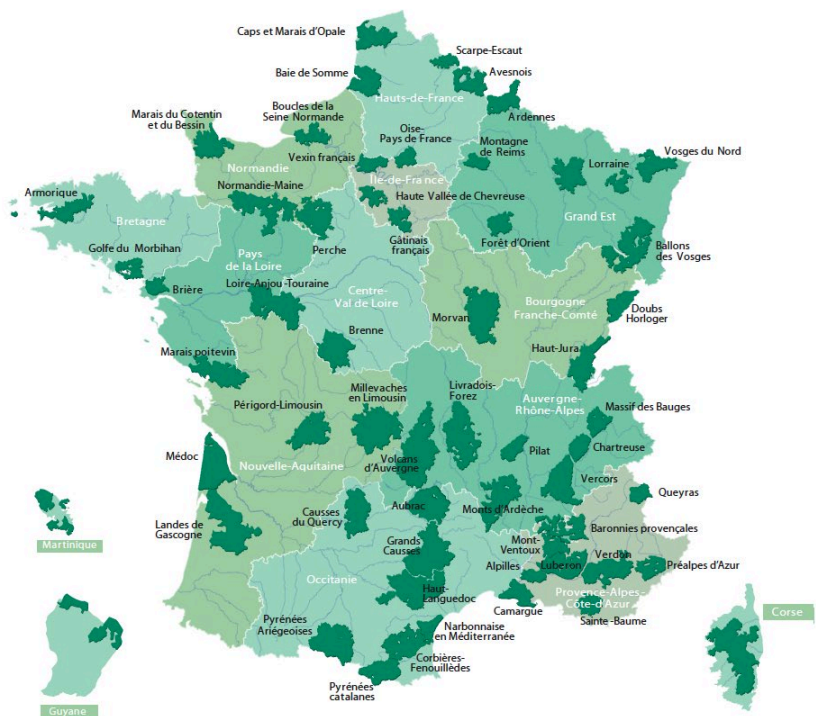 Caps et Marais d'Opale
Scarpe-Escaut
Baie de Somme
Avesnois
Hauts-de-France
Marais du Cotentin
et du Bessin
Boucles de la
Seine Normande
Ardennes
Oise-
Pays de France
Montagne
de Reims
Vexin français
Normandie
Lorraine
Vosges du Nord
Île-de-France
Normandie-Maine
Haute Vallée de Chevreuse
Armorique
Bretagne
Grand Est
Golfe du Morbihan
Pays
de la Loire
Perche
Gâtinais
français
Forêt d'Orient
Ballons
des Vosges
Brière
Loire-Anjou-Touraine
Centre-
Val de Loire
Bourgogne
Franche-Comté
Morvan
Doubs
Horloger
Brenne
Haut-Jura
Marais poitevin
Millevaches
en Limousin
Livradois-
Forez
Auvergne-
Rhône-Alpes
Périgord-Limousin
Massif des Bauges
Médoc
Nouvelle-Aquitaine
Volcans
d'Auvergne
Pilat
Chartreuse
Vercors
Queyras
Landes de
Gascogne
Causses
du Quercy
Aubrac
Monts d'Ardèche
Baronnies provençales
Martinique
Grands
Causses
Mont-
Ventoux
Verdon
Alpilles
Luberon
Préalpes d'Azur
Occitanie
Haut-
Languedoc
Provence-Alpes-
Côte-d'Azur
Camargue
Sainte-Baume
Corse
Pyrénées
Ariégeoises
Narbonnaise
en Méditerranée
Corbières-
Fenouillèdes
Pyrénées
catalanes
Guyane